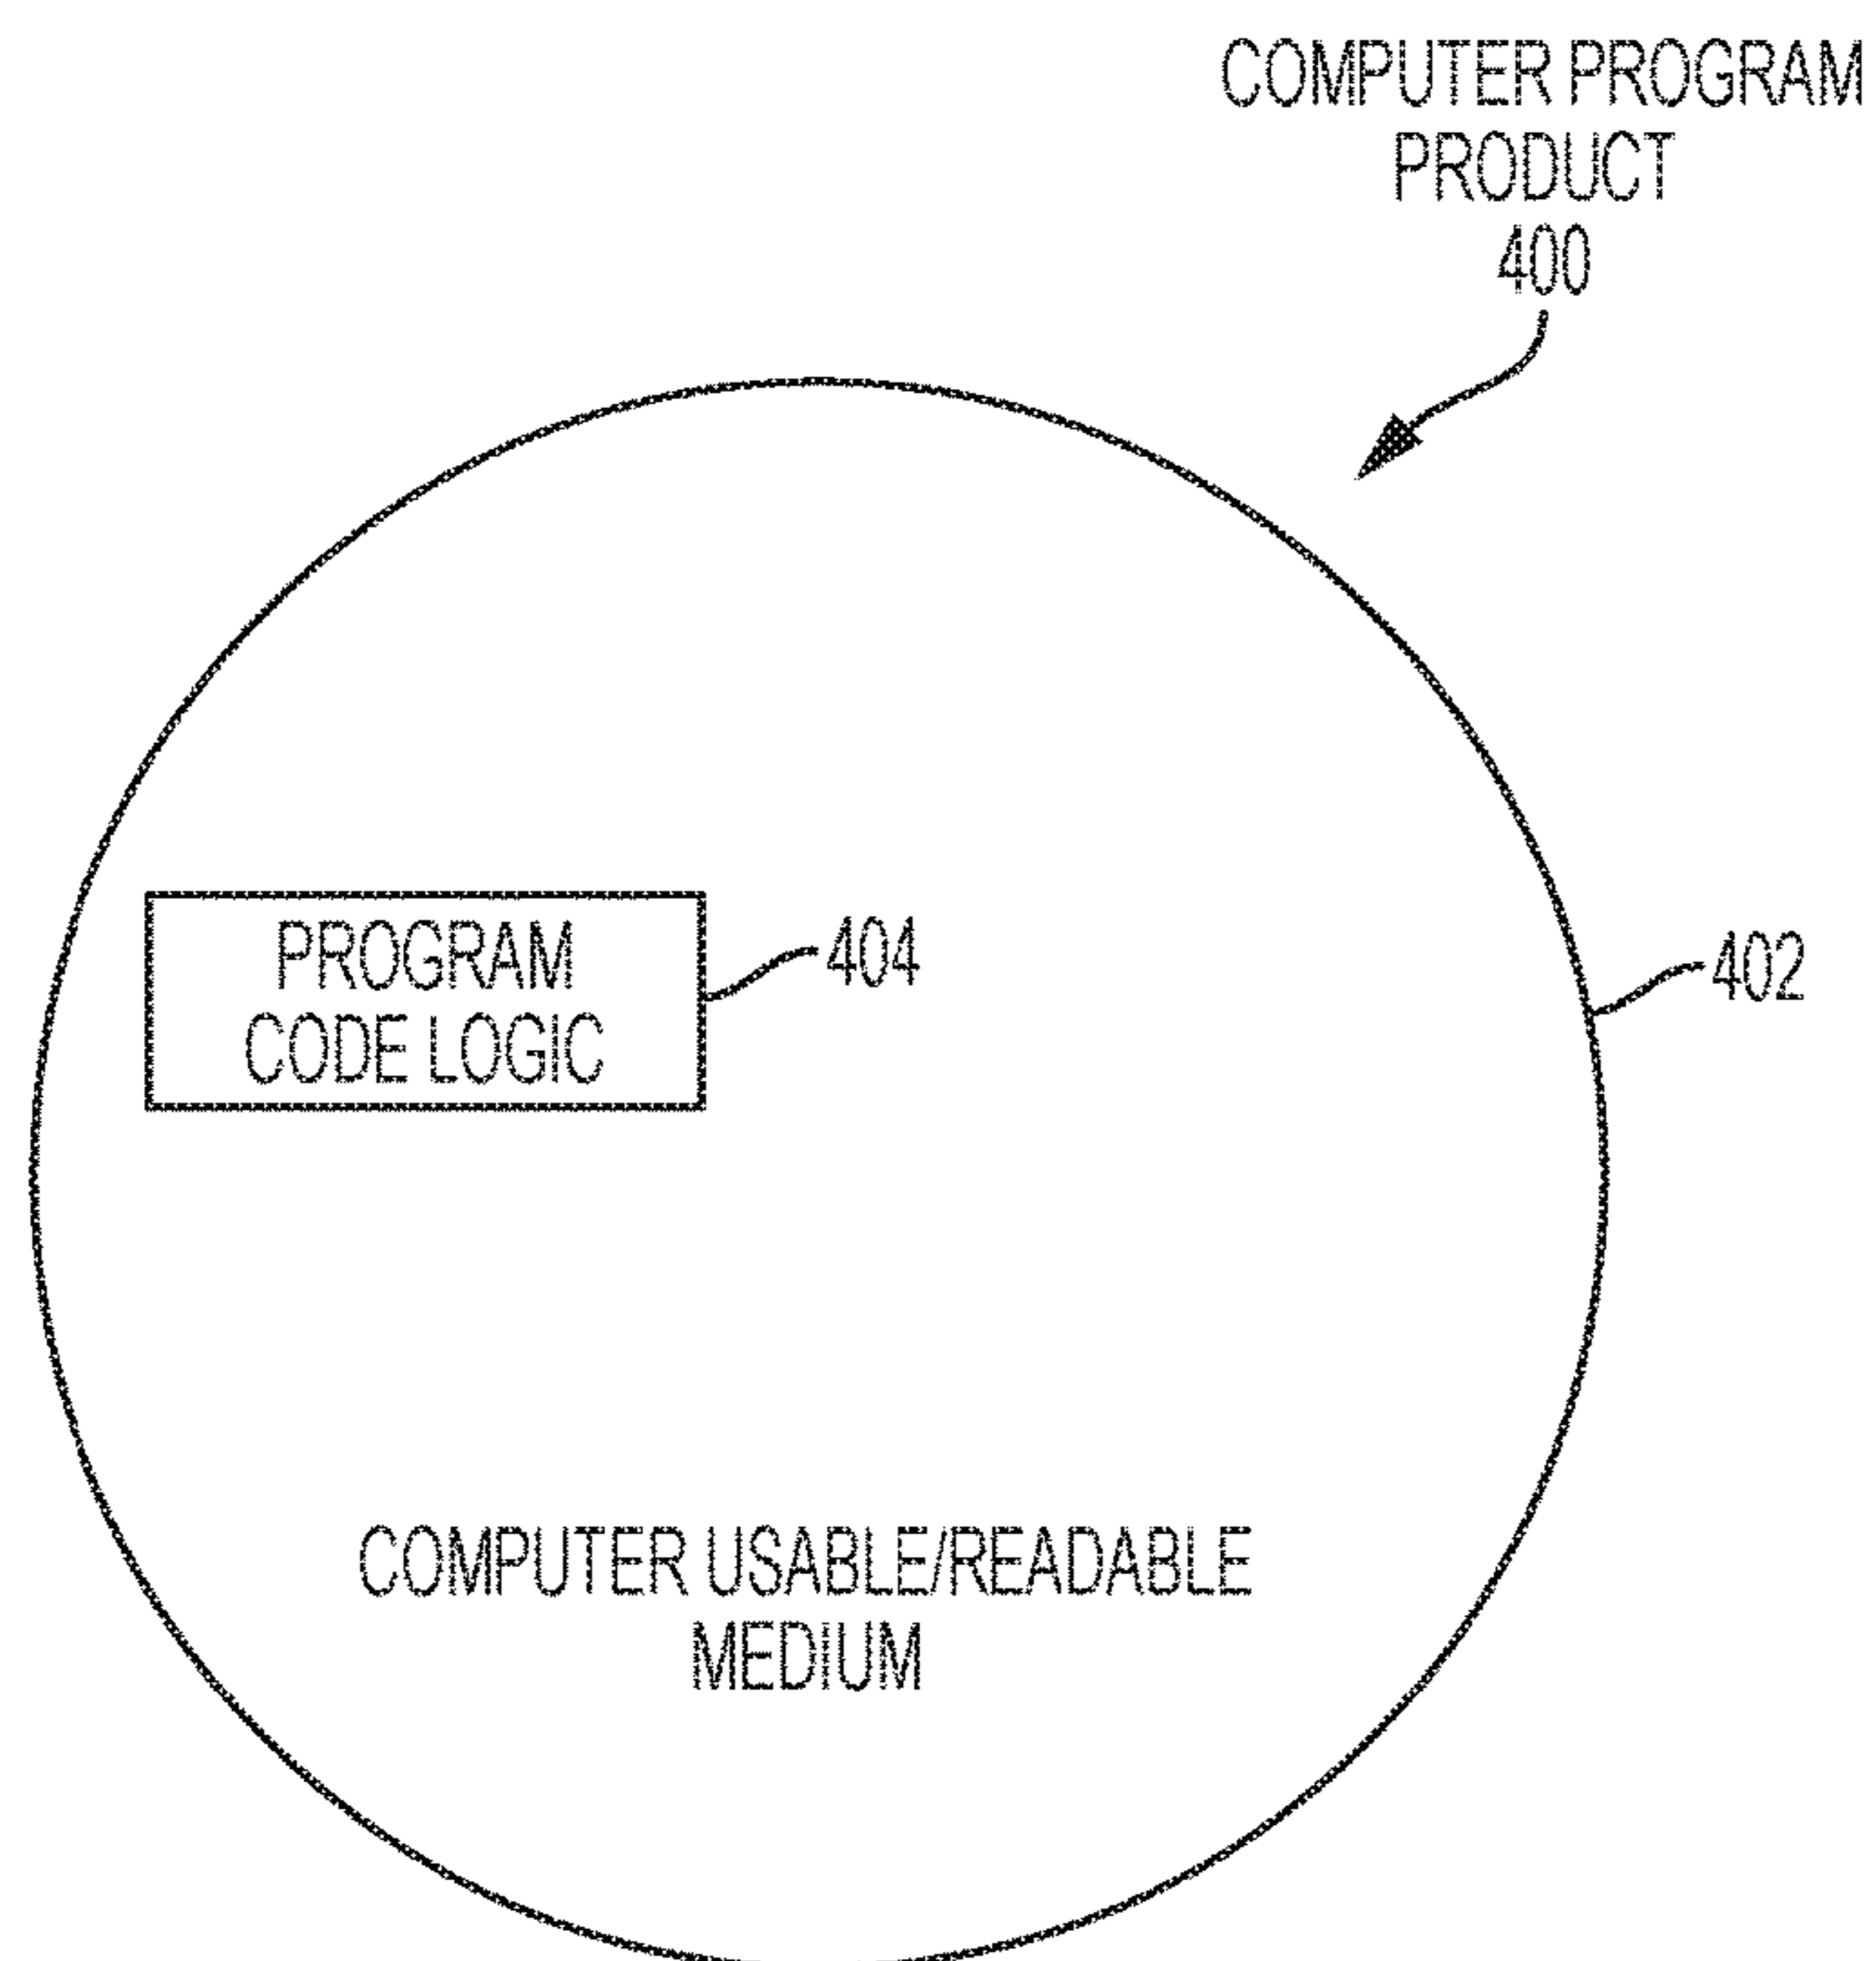 COMPUTER PROGRAM
PRODUCT
400
PROGRAM
CODE LOGIC
404
402
COMPUTER USABLE/READABLE
MEDIUM